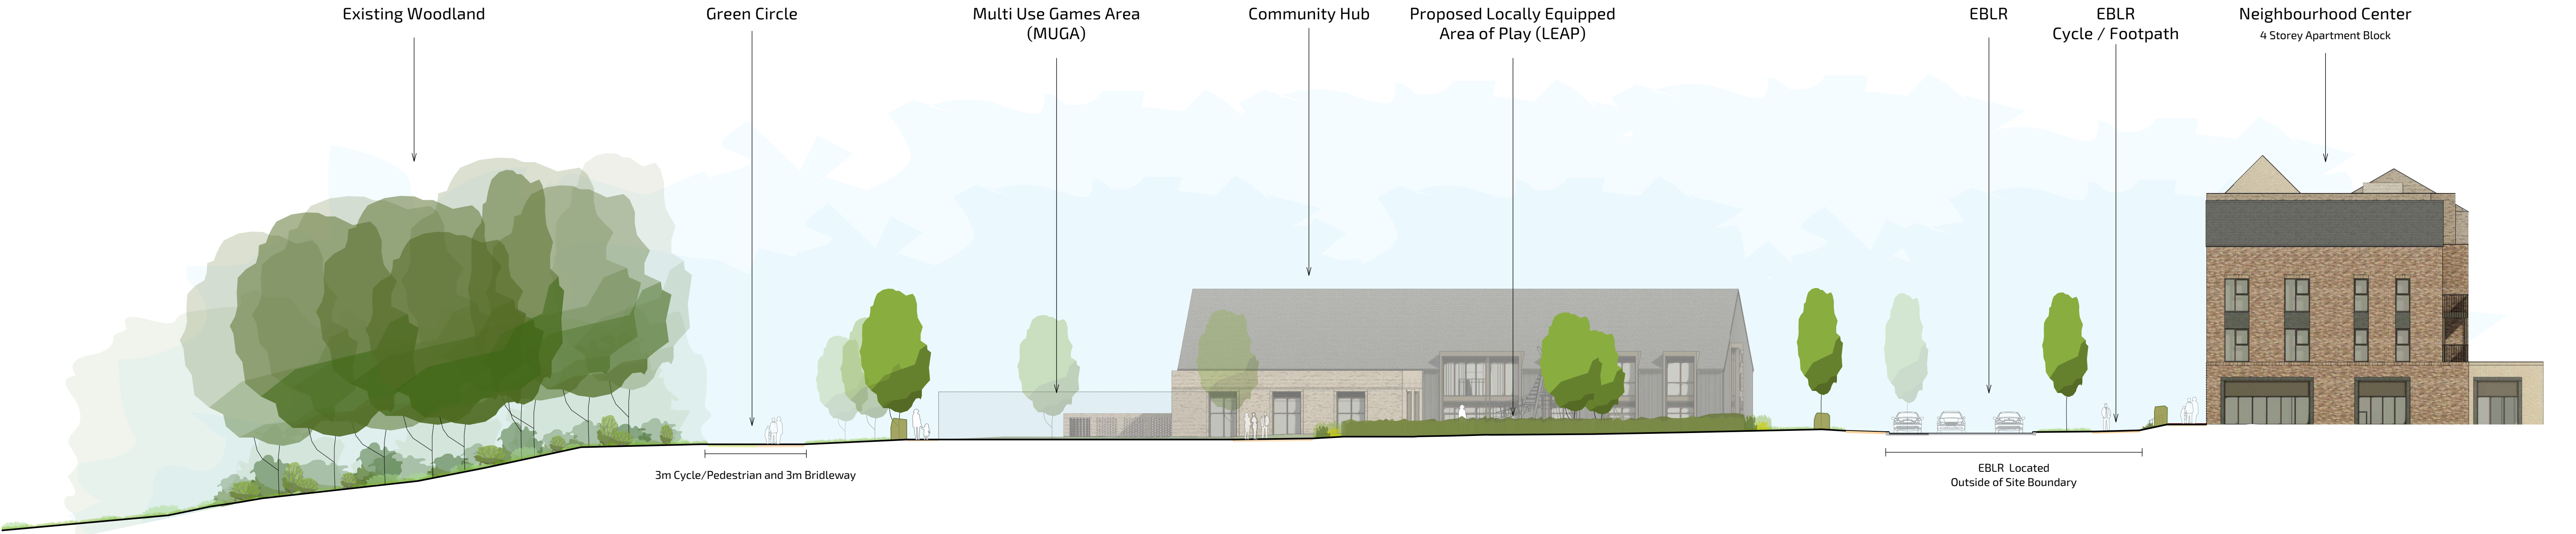 Existing Woodland
Green Circle
Multi Use Games Area
(MUGA)
Community Hub
Proposed Locally Equipped
Area of Play (LEAP)
EBLR
EBLR
Cycle / Footpath
Neighbourhood Center
4 Storey Apartment Block
3m Cycle/Pedestrian and 3m Bridleway
EBLR Located
Outside of Site Boundary